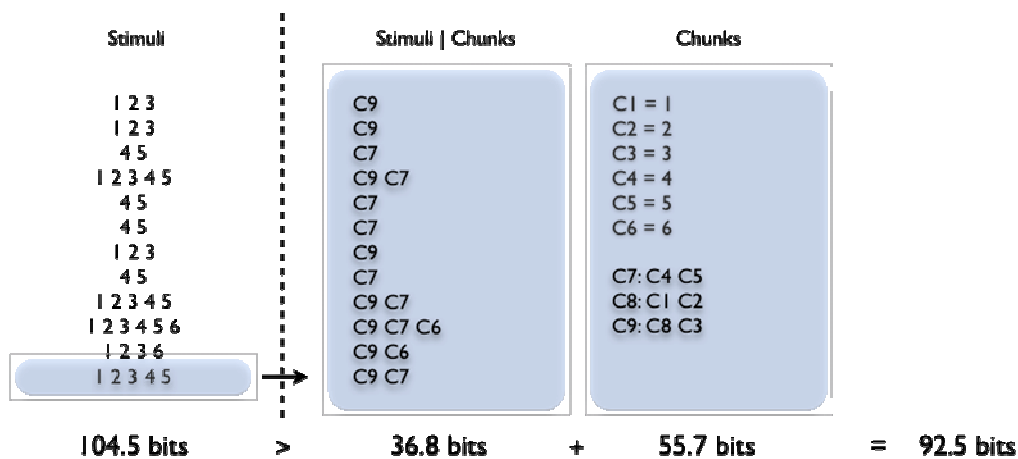 Stimuli Stimuli | Chunks Chunks
1 2 3 C9 C1 = 1
1 2 3 C9 C2 = 2
4 5 C7 C3 = 3
1 2 3 4 5 C9 C7 C4 = 4
4 5 C7 C5 = 5
4 5 C7 C6 = 6
1 2 3 C9
4 5 C7 C7: C4 C5
1 2 3 4 5 C9 C7 C8: C1 C2
1 2 3 4 5 6 C9 C7 C6 C9: C8 C3
1 2 3 6 C9 C6
1 2 3 4 5 C9 C7
104.5 bits > 36.8 bits + 55.7 bits = 92.5 bits